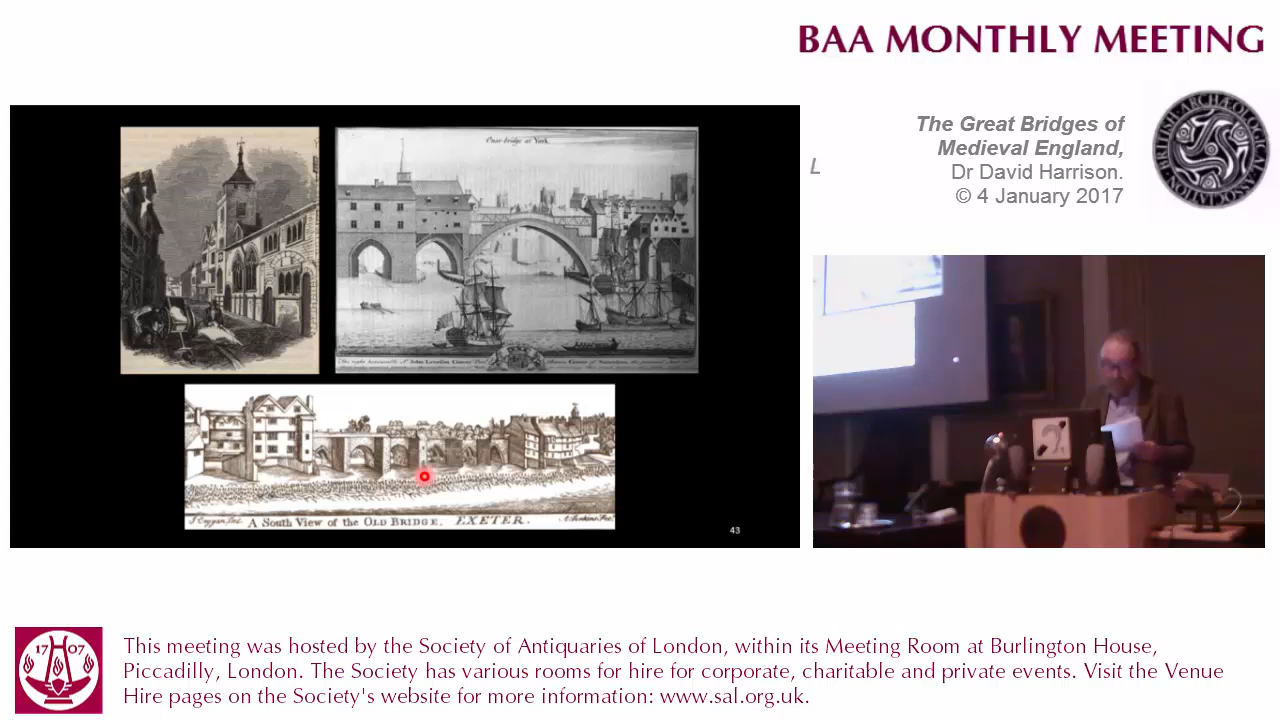 BAA MONTHLY MEETING
The Great Bridges of
Medieval England,
Dr David Harrison.
© 4 January 2017
L
BRITISH·ARCHÆOLOGICAL·ASSOCIATION
Ouse-bridge at York
A SOUTH VIEW of the OLD BRIDGE, EXETER.
43
1707
This meeting was hosted by the Society of Antiquaries of London, within its Meeting Room at Burlington House,
Piccadilly, London. The Society has various rooms for hire for corporate, charitable and private events. Visit the Venue
Hire pages on the Society's website for more information: www.sal.org.uk.